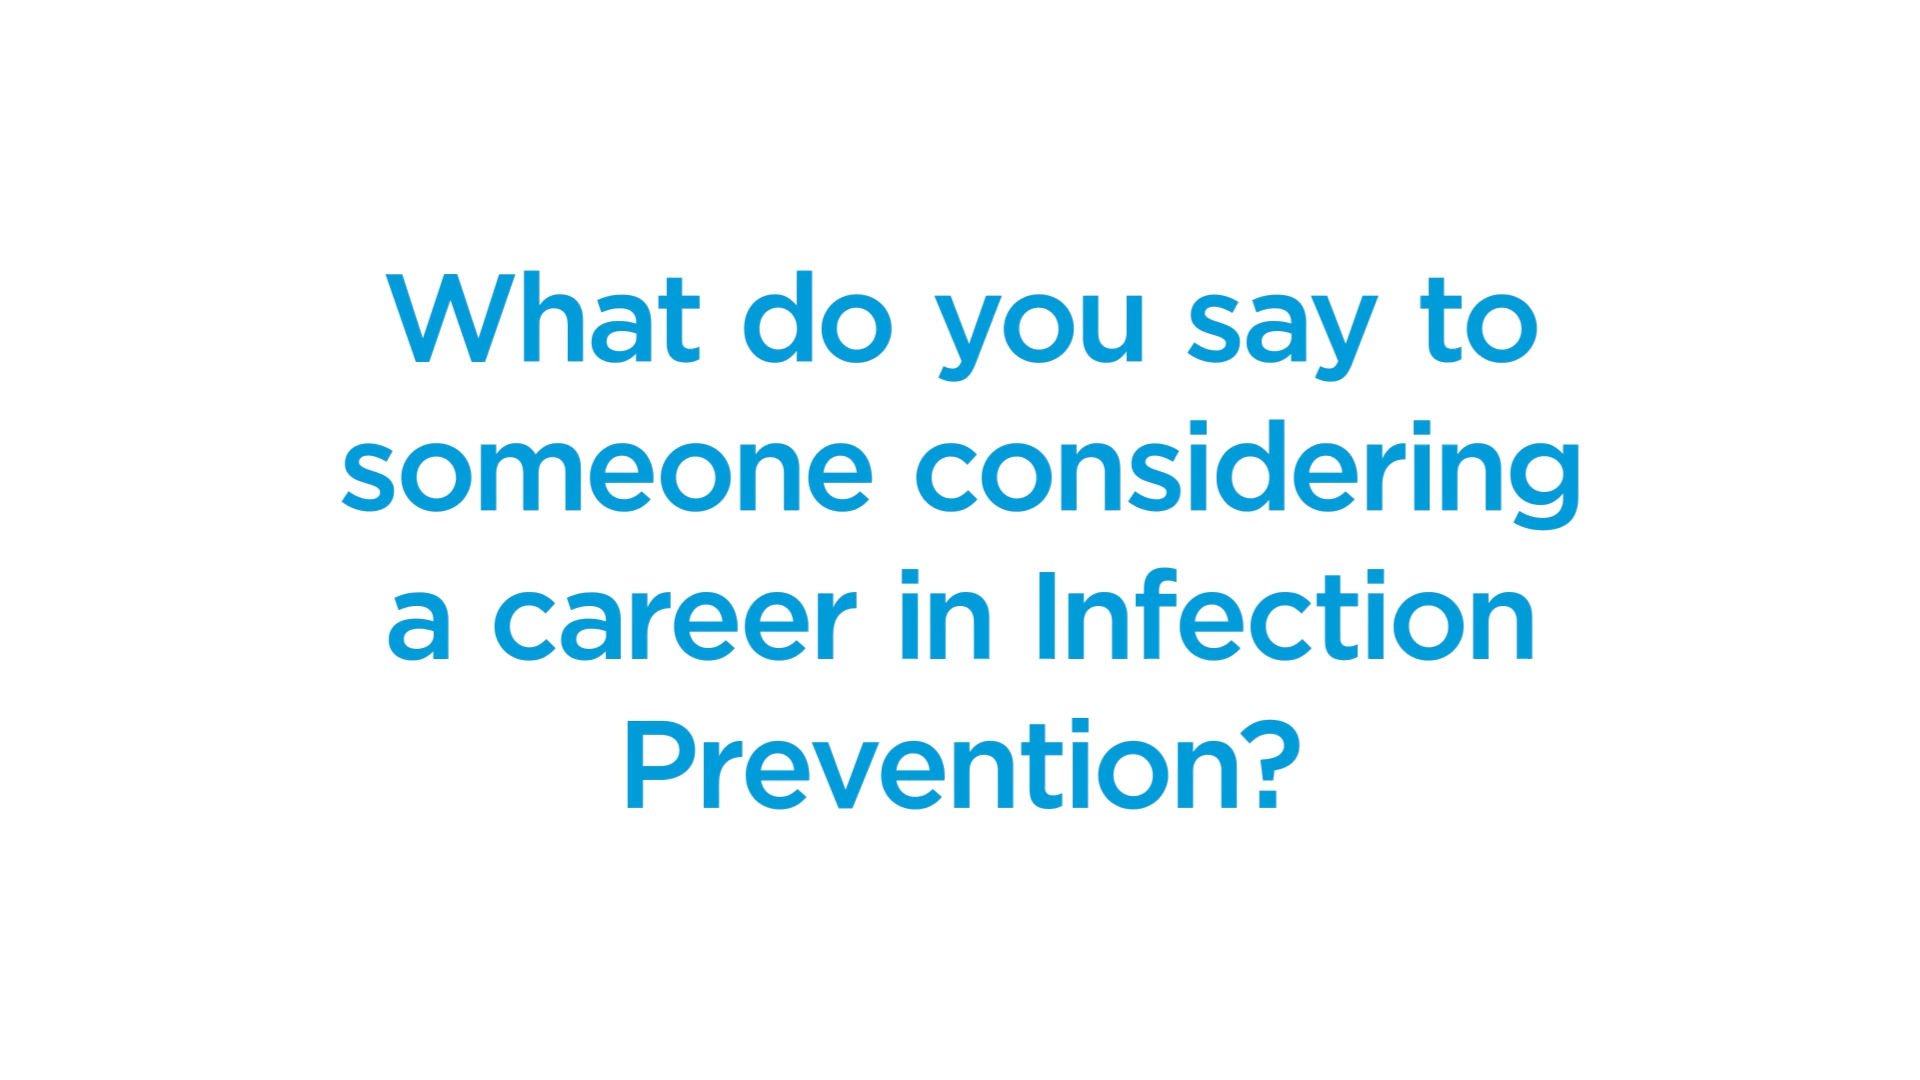 What do you say to
someone considering
a career in Infection
Prevention?